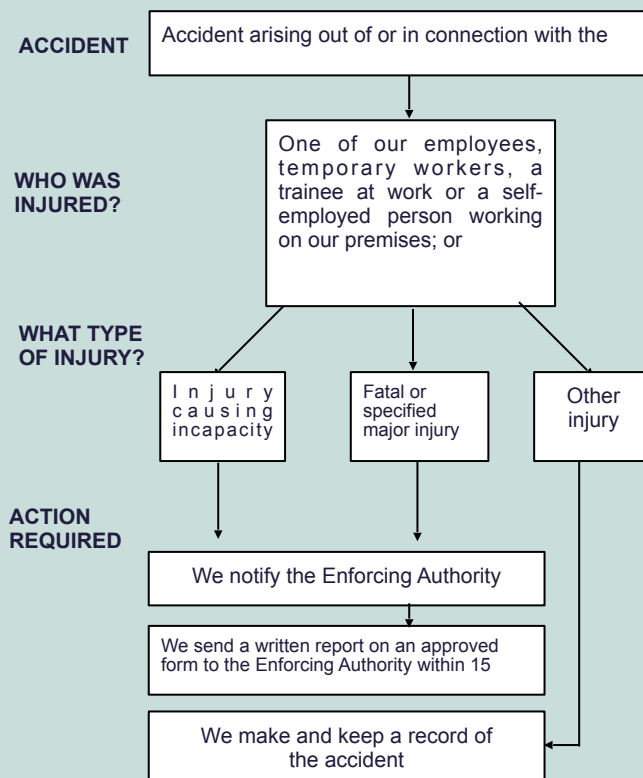 ACCIDENT
Accident arising out of or in connection with the
WHO WAS
INJURED?
One of our employees,
temporary workers, a
trainee at work or a self-
employed person working
on our premises; or
WHAT TYPE
OF INJURY?
Injury
causing
incapacity
Fatal or
specified
major injury
Other
injury
ACTION
REQUIRED
We notify the Enforcing Authority
We send a written report on an approved
form to the Enforcing Authority within 15
We make and keep a record of
the accident